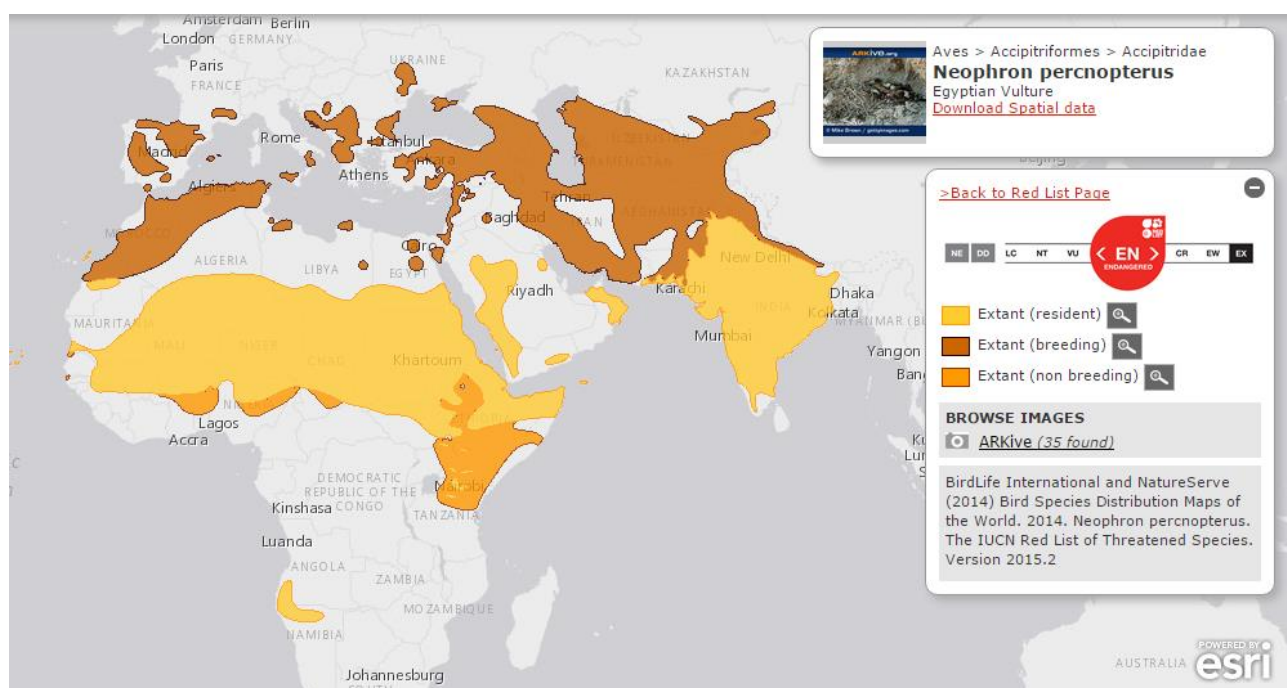 Amsterdam Berlin
London GERMANY
Paris
FRANCE
UKRAINE
KAZAKHSTAN
Rome
Istanbul
Madrid
Ankara
Athens
Algiers
Tehran
Baghdad
AFGHANISTAN
MOROCCO
Cairo
New Delhi
ALGERIA
LIBYA
EGYPT
Riyadh
Karachi
Dhaka
INDIA
Kolkata
MYANMAR
MAURITANIA
Mumbai
MALI NIGER
CHAD
Khartoum
Yangon
Lagos
Accra
DEMOCRATIC
REPUBLIC OF THE
CONGO
Nairobi
Kinshasa
TANZANIA
Luanda
ANGOLA
ZAMBIA
MOZAMBIQUE
NAMIBIA
Johannesburg
AUSTRALIA
ARKIVE.org
Aves > Accipitriformes > Accipitridae
Neophron percnopterus
Egyptian Vulture
Download Spatial data
Beijing
>Back to Red List Page
NE DD LC NT VU < EN > CR EW EX
ENDANGERED
Extant (resident)
Extant (breeding)
Extant (non breeding)
BROWSE IMAGES
ARKive (35 found)
BirdLife International and NatureServe
(2014) Bird Species Distribution Maps of
the World. 2014. Neophron percnopterus.
The IUCN Red List of Threatened Species.
Version 2015.2
POWERED BY
esri